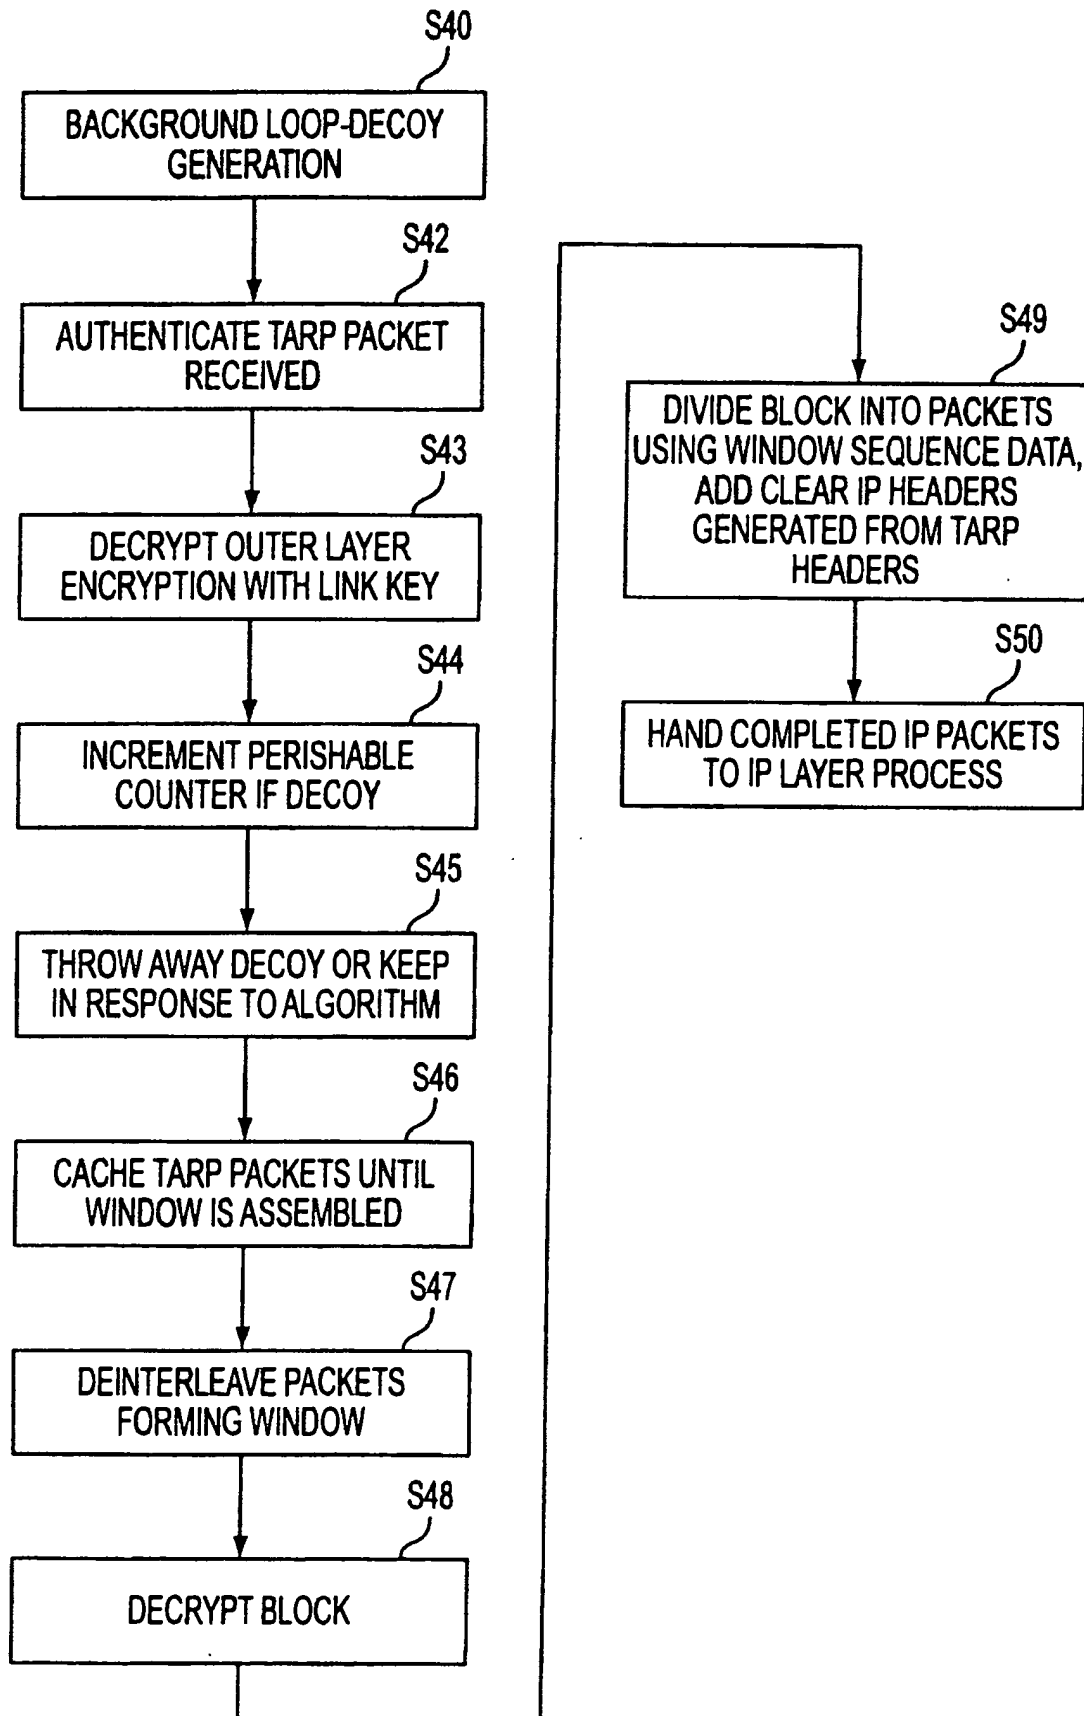 S40
BACKGROUND LOOP-DECOY
GENERATION
S42
AUTHENTICATE TARP PACKET
RECEIVED
S43
DECRYPT OUTER LAYER
ENCRYPTION WITH LINK KEY
S44
INCREMENT PERISHABLE
COUNTER IF DECOY
S45
THROW AWAY DECOY OR KEEP
IN RESPONSE TO ALGORITHM
S46
CACHE TARP PACKETS UNTIL
WINDOW IS ASSEMBLED
S47
DEINTERLEAVE PACKETS
FORMING WINDOW
S48
DECRYPT BLOCK
S49
DIVIDE BLOCK INTO PACKETS
USING WINDOW SEQUENCE DATA,
ADD CLEAR IP HEADERS
GENERATED FROM TARP
HEADERS
S50
HAND COMPLETED IP PACKETS
TO IP LAYER PROCESS